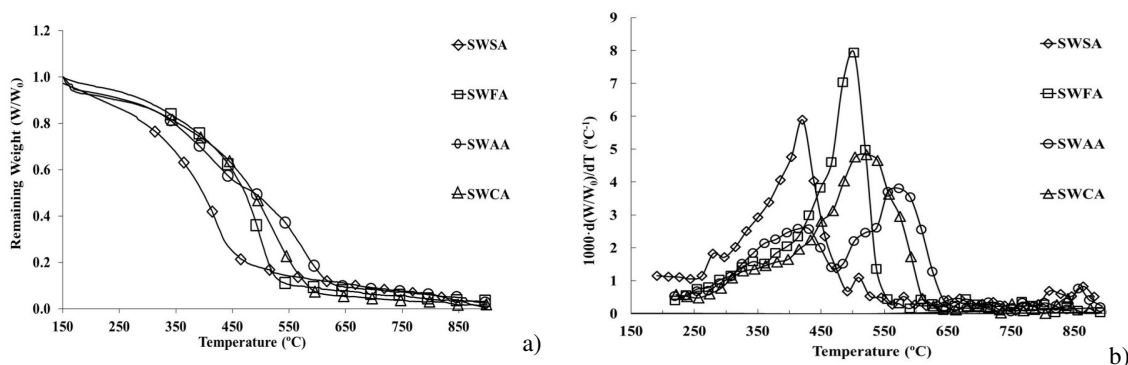 1.2
1.0
0.8
0.6
0.4
0.2
0.0
Remaining Weight (W/W₀)
150 250 350 450 550 650 750 850
Temperature (ºC)
SWSA
SWFA
SWAA
SWCA
a)
9
8
7
6
5
4
3
2
1
0
1000·d(W/W₀)/dT (ºC⁻¹)
150 250 350 450 550 650 750 850
Temperature (ºC)
SWSA
SWFA
SWAA
SWCA
b)